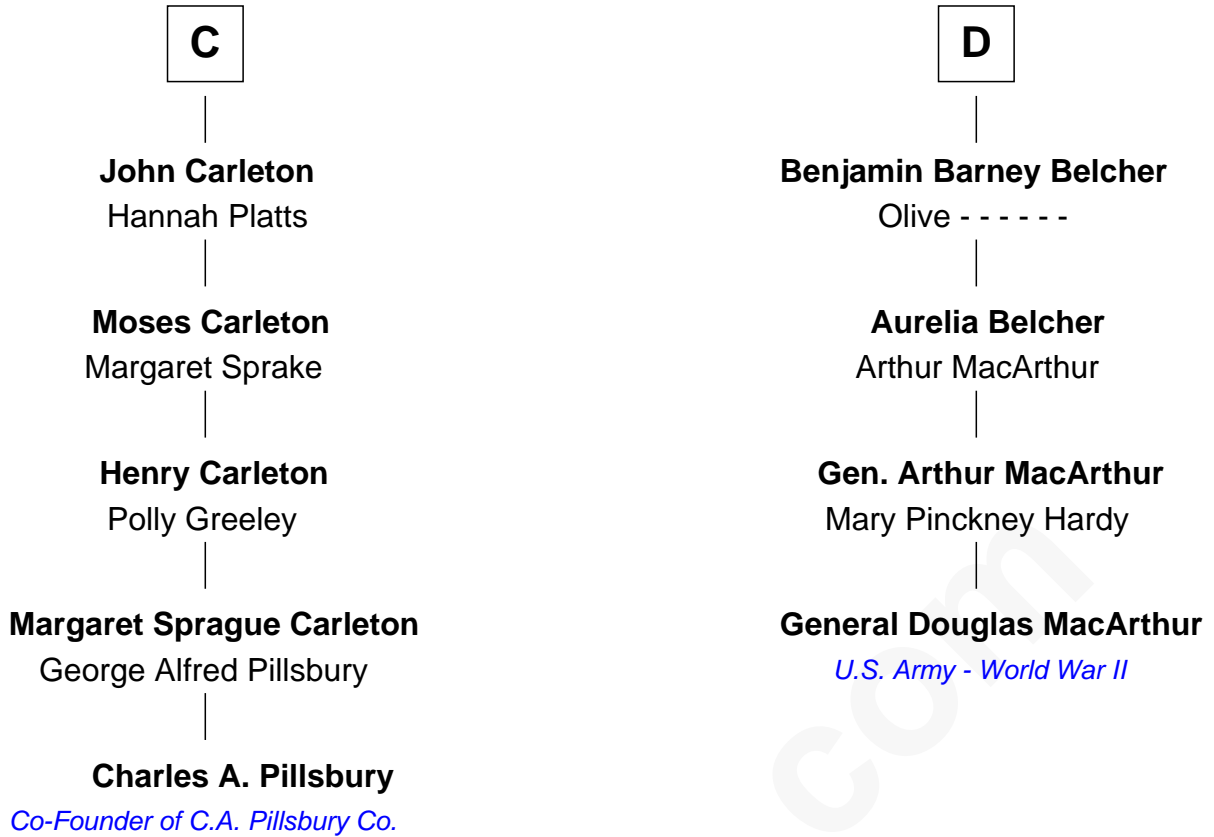 C
John Carleton
Hannah Platts
Moses Carleton
Margaret Sprake
Henry Carleton
Polly Greeley
Margaret Sprague Carleton
George Alfred Pillsbury
Charles A. Pillsbury
Co-Founder of C.A. Pillsbury Co.
D
Benjamin Barney Belcher
Olive - - - - - -
Aurelia Belcher
Arthur MacArthur
Gen. Arthur MacArthur
Mary Pinckney Hardy
General Douglas MacArthur
U.S. Army - World War II
com